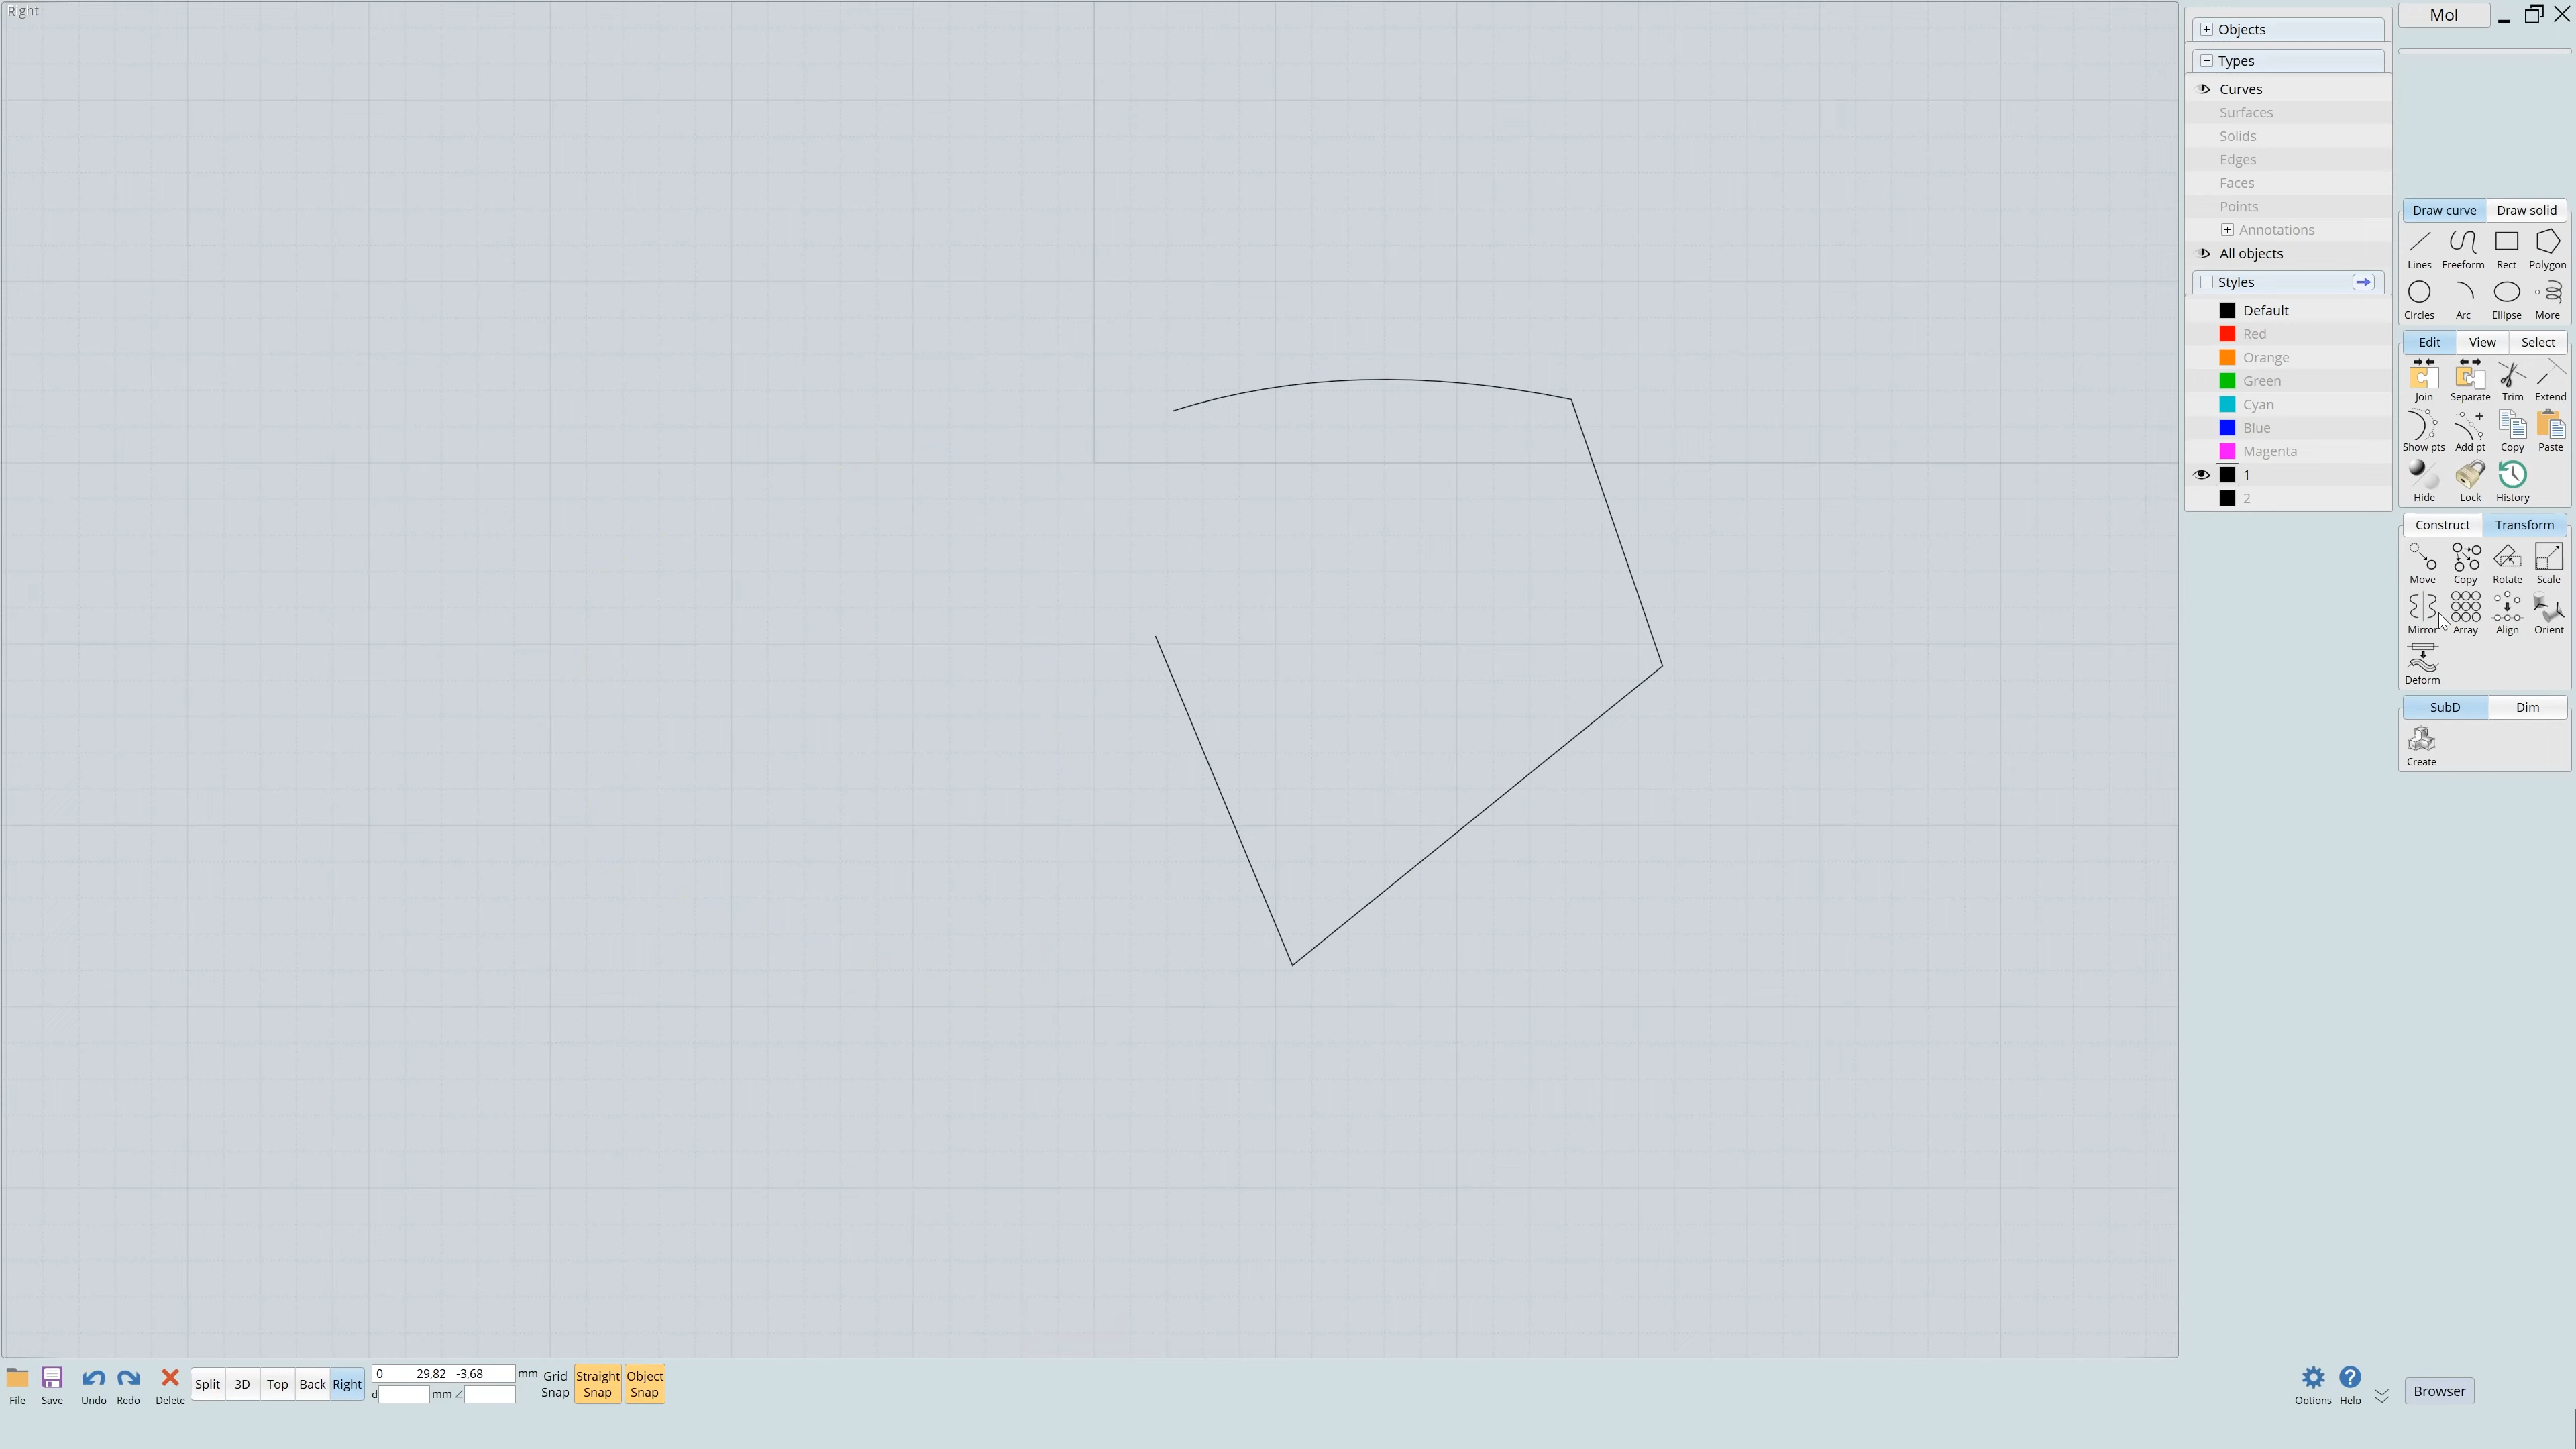 Right
Objects
Types
Curves
Surfaces
Solids
Edges
Faces
Points
Annotations
All objects
Styles
Default
Red
Orange
Green
Cyan
Blue
Magenta
1
2
MoI
Draw curve Draw solid
Lines Freeform Rect Polygon
Circles Arc Ellipse More
Edit View Select
Join Separate Trim Extend
Show pts Add pt Copy Paste
Hide Lock History
Construct Transform
Move Copy Rotate Scale
Mirror Array Align Orient
Deform
SubD Dim
Create
File Save Undo Redo Delete
Split 3D Top Back Right
0 29,82 -3,68 mm
d mm ∠
Grid Snap
Straight Snap
Object Snap
Options Help
Browser